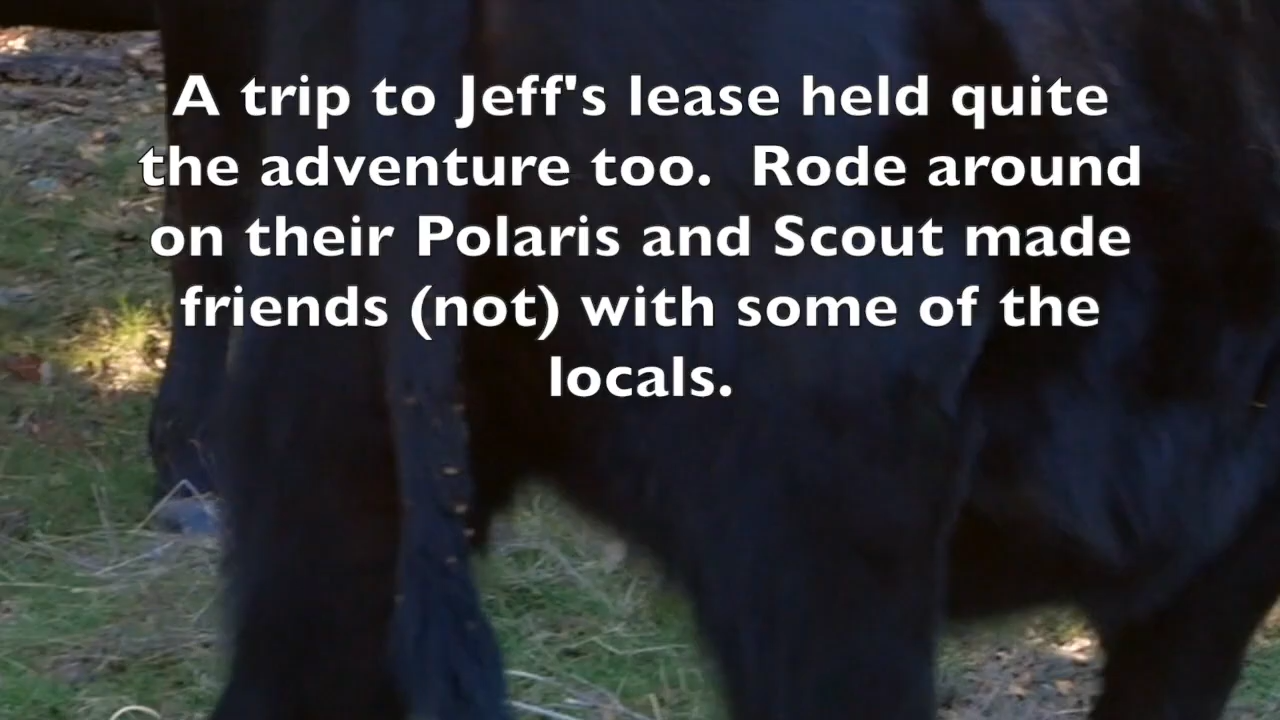 A trip to Jeff's lease held quite
the adventure too.  Rode around
on their Polaris and Scout made
friends (not) with some of the
locals.